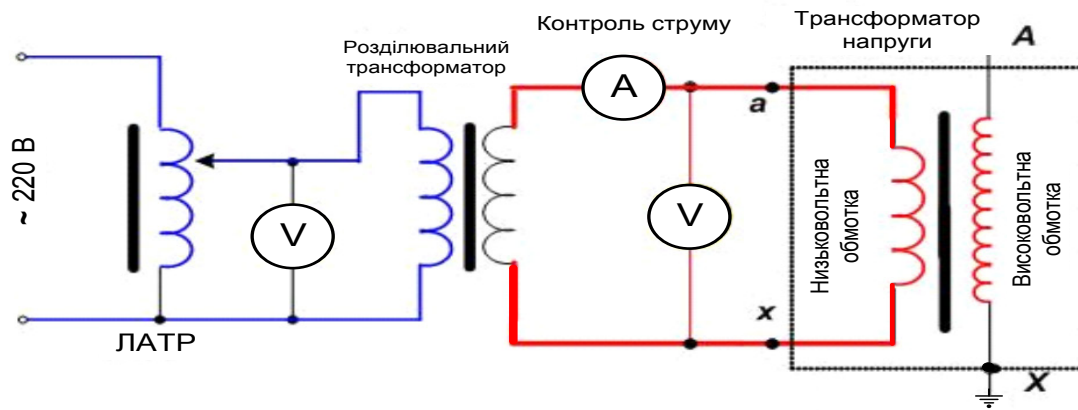 Контроль струму
Трансформатор
напруги
A
Розділювальний
трансформатор
A
a
~ 220 В
V
V
Низьковольтна
обмотка
Високовольтна
обмотка
x
ЛАТР
X